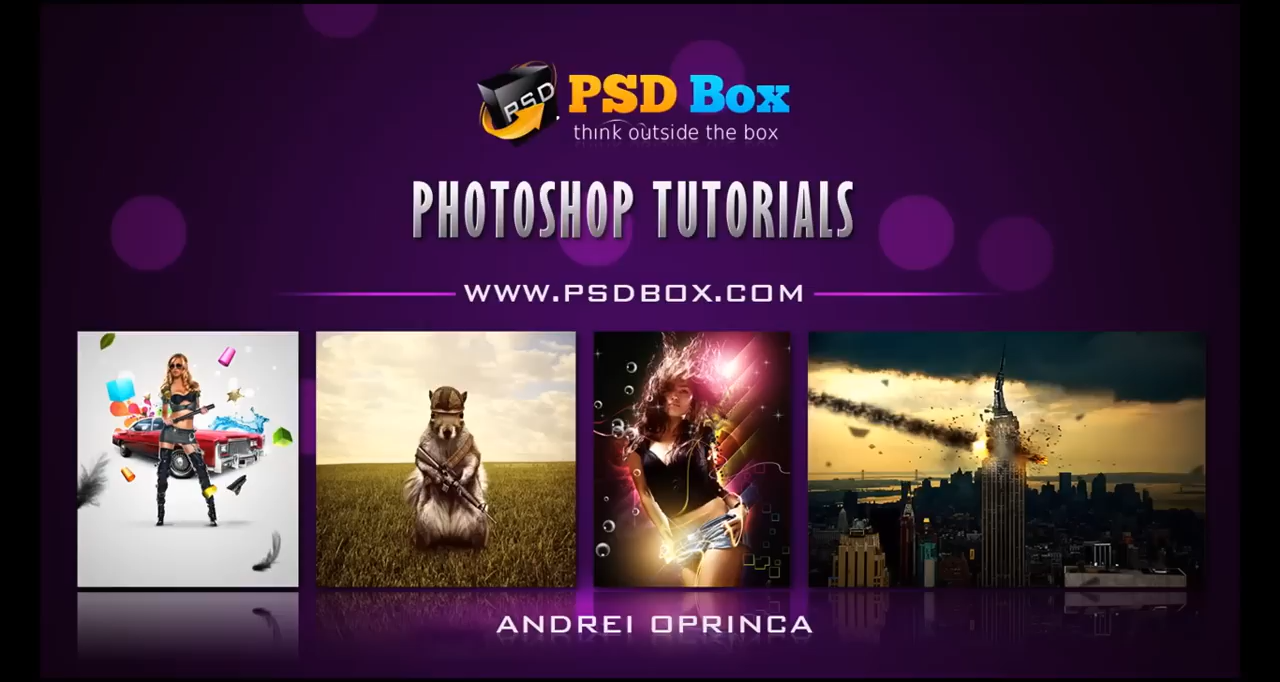 PSD
PSD Box
think outside the box
PHOTOSHOP TUTORIALS
WWW.PSDBOX.COM
ANDREI OPRINCA